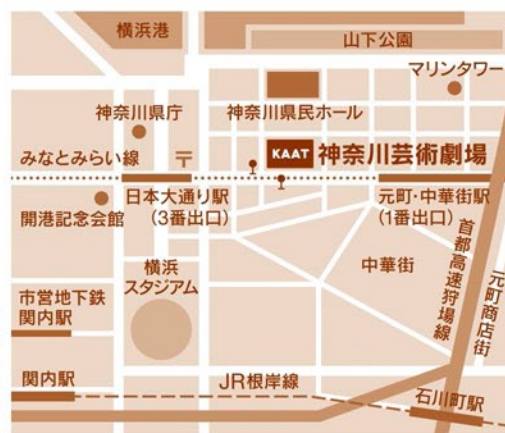 横浜港
山下公園
マリンタワー
神奈川県庁
神奈川県民ホール
みなとみらい線
〒
KAAT 神奈川芸術劇場
開港記念会館
日本大通り駅
(3番出口)
元町・中華街駅
(1番出口)
横浜
スタジアム
中華街
首都高速狩場線
元町商店街
市営地下鉄
関内駅
関内駅
JR根岸線
石川町駅